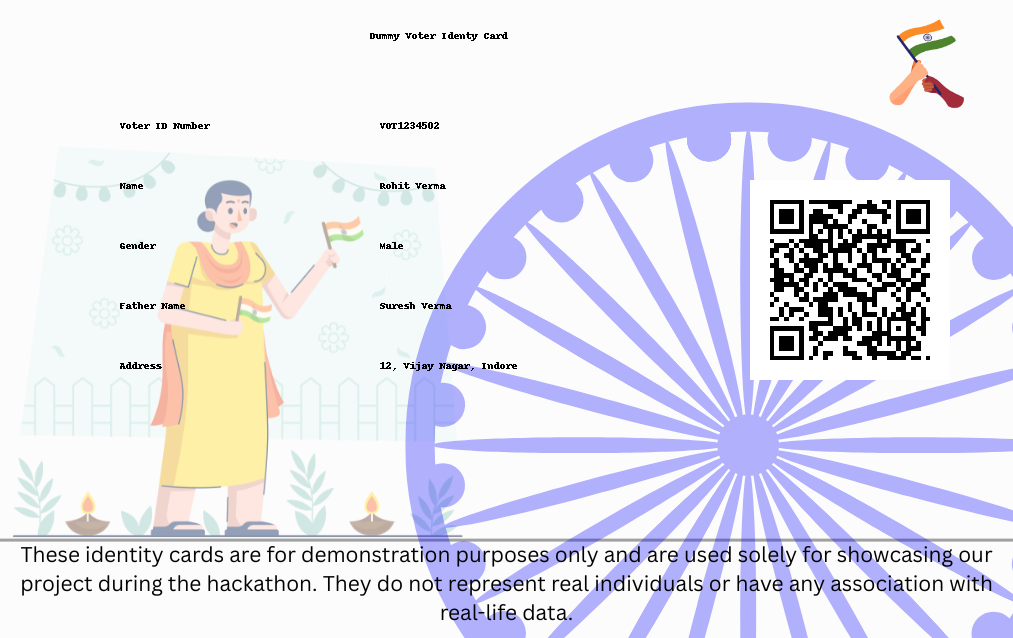 Dummy Voter Identy Card
Voter ID Number VOT1234502
Name Rohit Verma
Gender Male
Father Name Suresh Verma
Address 12, Vijay Nagar, Indore
These identity cards are for demonstration purposes only and are used solely for showcasing our
project during the hackathon. They do not represent real individuals or have any association with
real-life data.